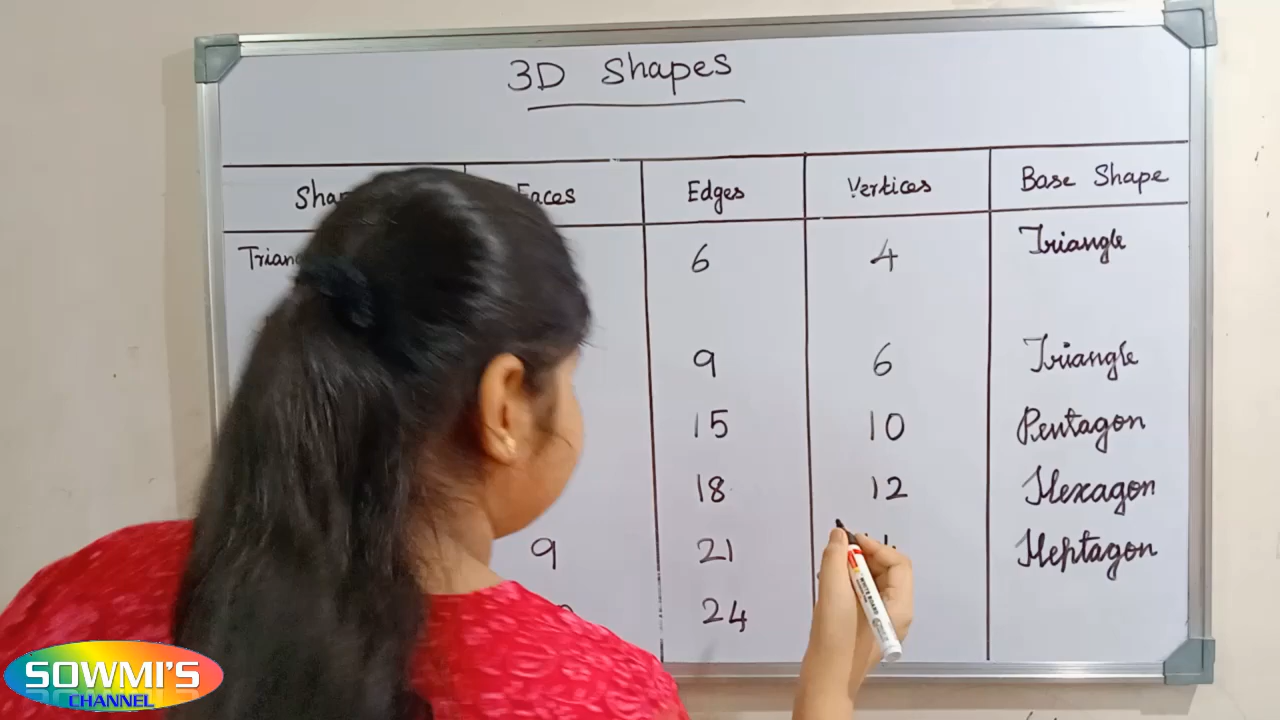 3D Shapes
Faces Edges Vertices Base Shape
6 4 Triangle
9 6 Triangle
15 10 Pentagon
18 12 Hexagon
9 21 Heptagon
24
SOWMI'S
CHANNEL